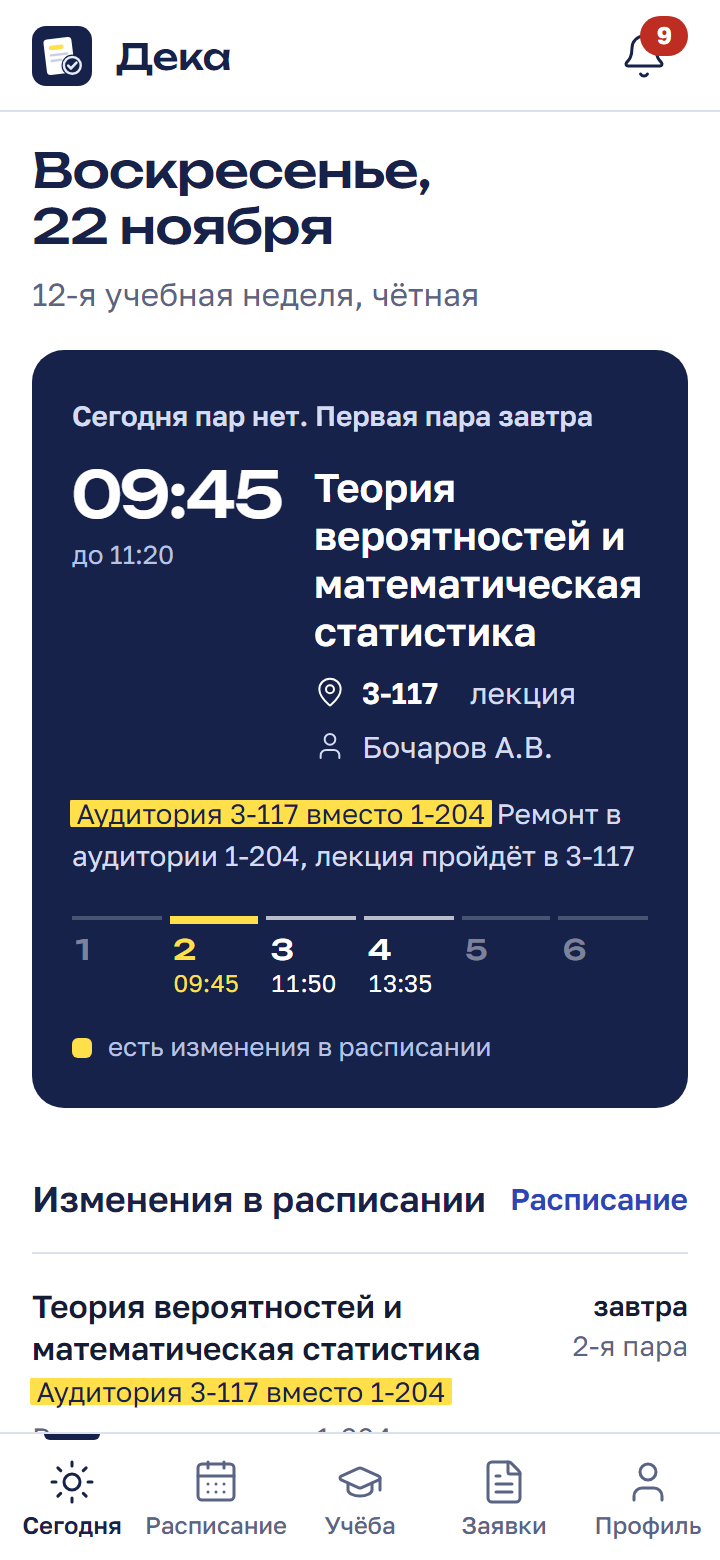 Дека
9
Воскресенье,
22 ноября
12-я учебная неделя, чётная
Сегодня пар нет. Первая пара завтра
09:45
до 11:20
Теория
вероятностей и
математическая
статистика
3-117 лекция
Бочаров А.В.
Аудитория 3-117 вместо 1-204 Ремонт в
аудитории 1-204, лекция пройдёт в 3-117
1 2 3 4 5 6
09:45 11:50 13:35
есть изменения в расписании
Изменения в расписании Расписание
Теория вероятностей и
математическая статистика
завтра
2-я пара
Аудитория 3-117 вместо 1-204
Сегодня Расписание Учёба Заявки Профиль